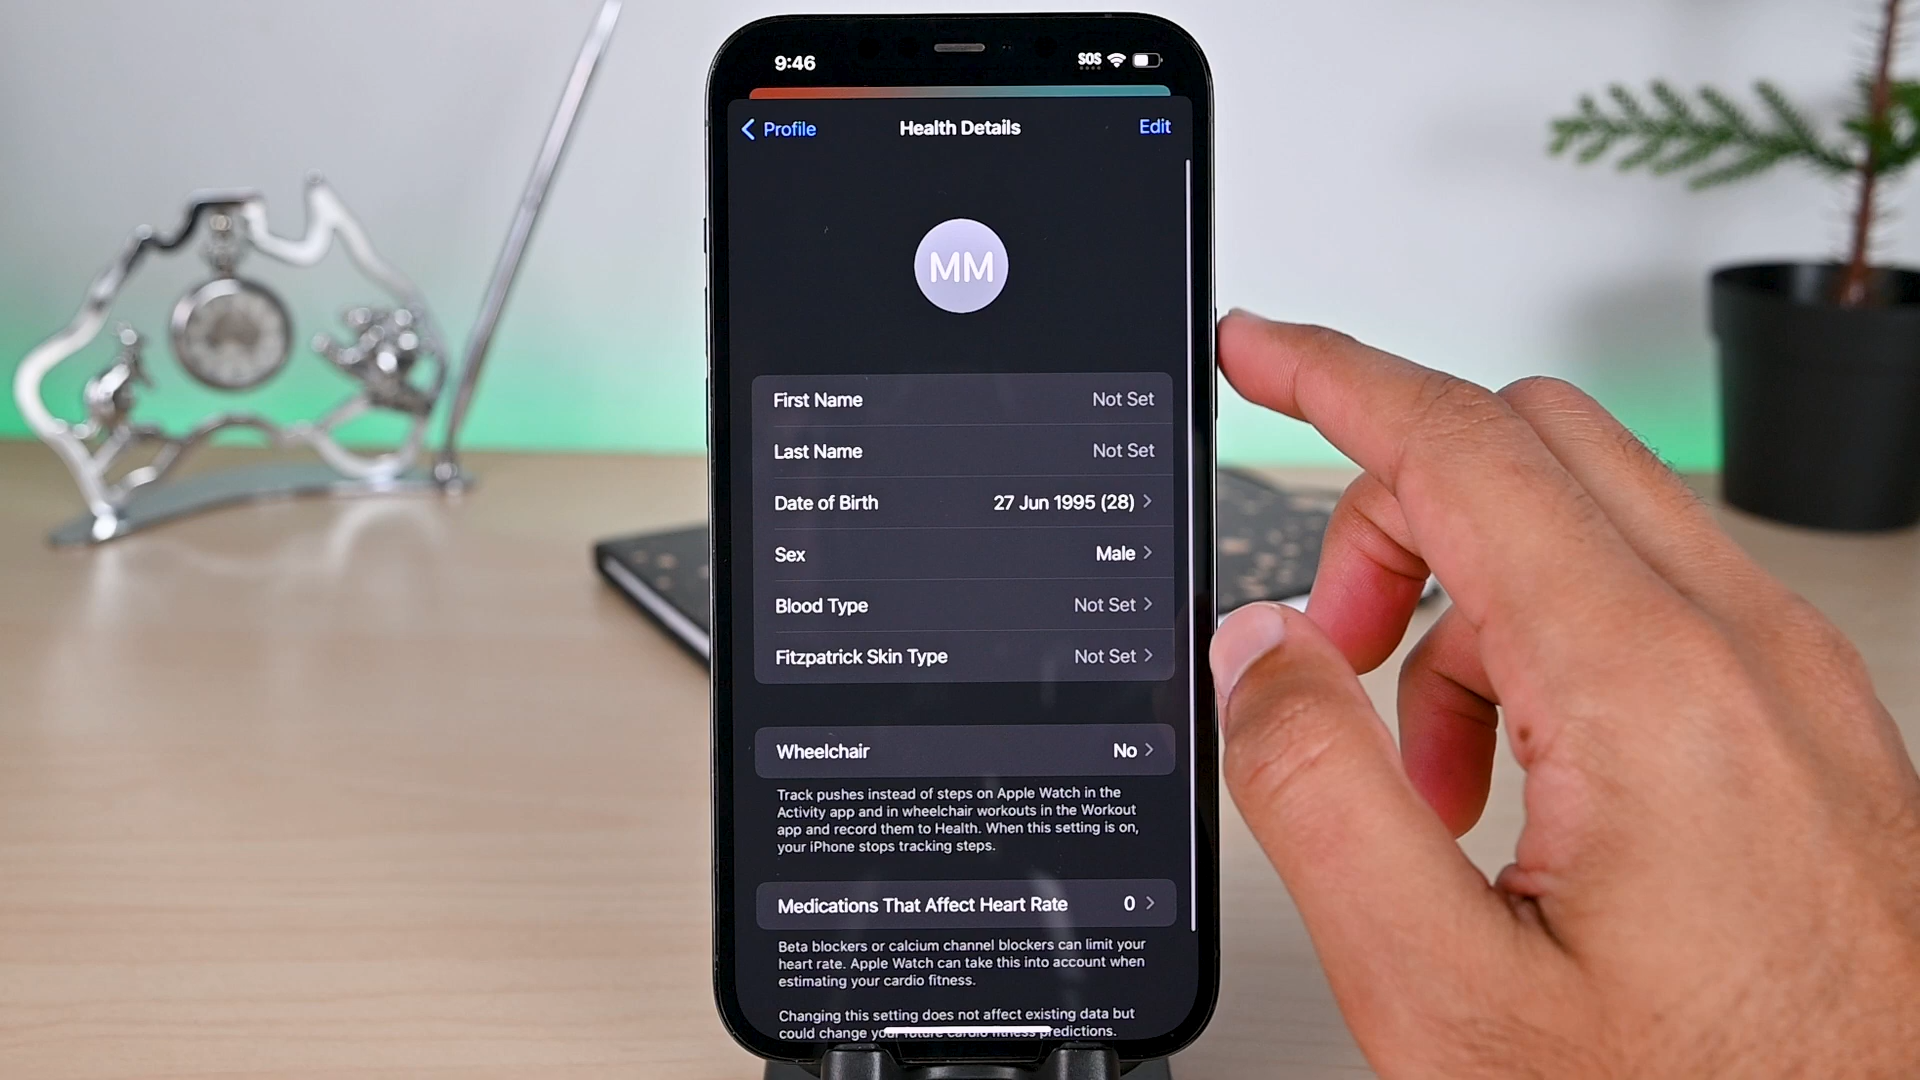 9:46
SOS
Profile
Health Details
Edit
MM
First Name Not Set
Last Name Not Set
Date of Birth 27 Jun 1995 (28)
Sex Male
Blood Type Not Set
Fitzpatrick Skin Type Not Set
Wheelchair No
Track pushes instead of steps on Apple Watch in the
Activity app and in wheelchair workouts in the Workout
app and record them to Health. When this setting is on,
your iPhone stops tracking steps.
Medications That Affect Heart Rate 0
Beta blockers or calcium channel blockers can limit your
heart rate. Apple Watch can take this into account when
estimating your cardio fitness.
Changing this setting does not affect existing data but
could change your future cardio fitness predictions.